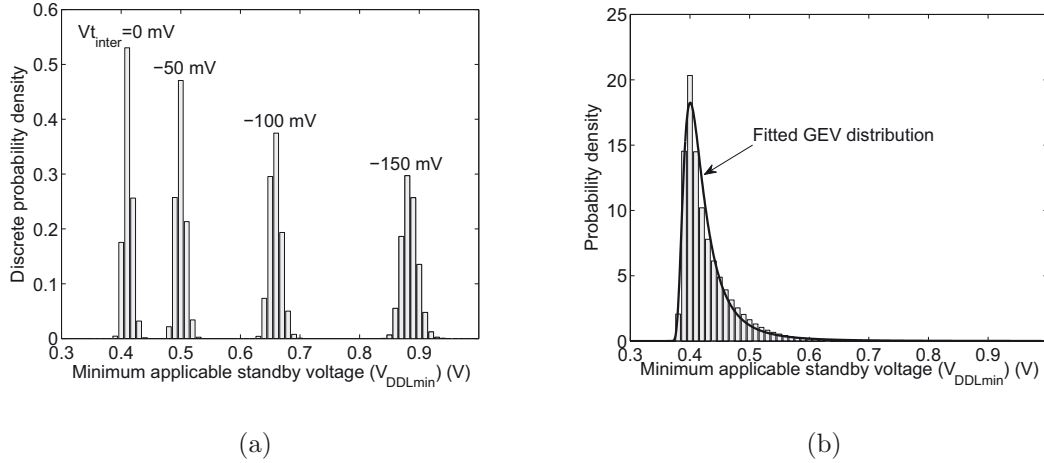 0.6
0.5
0.4
0.3
0.2
0.1
0
Discrete probability density
Vt_inter=0 mV
−50 mV
−100 mV
−150 mV
0.3 0.4 0.5 0.6 0.7 0.8 0.9
Minimum applicable standby voltage (V_DDLmin) (V)
(a)
25
20
15
10
5
0
Probability density
Fitted GEV distribution
0.3 0.4 0.5 0.6 0.7 0.8 0.9
Minimum applicable standby voltage (V_DDLmin) (V)
(b)